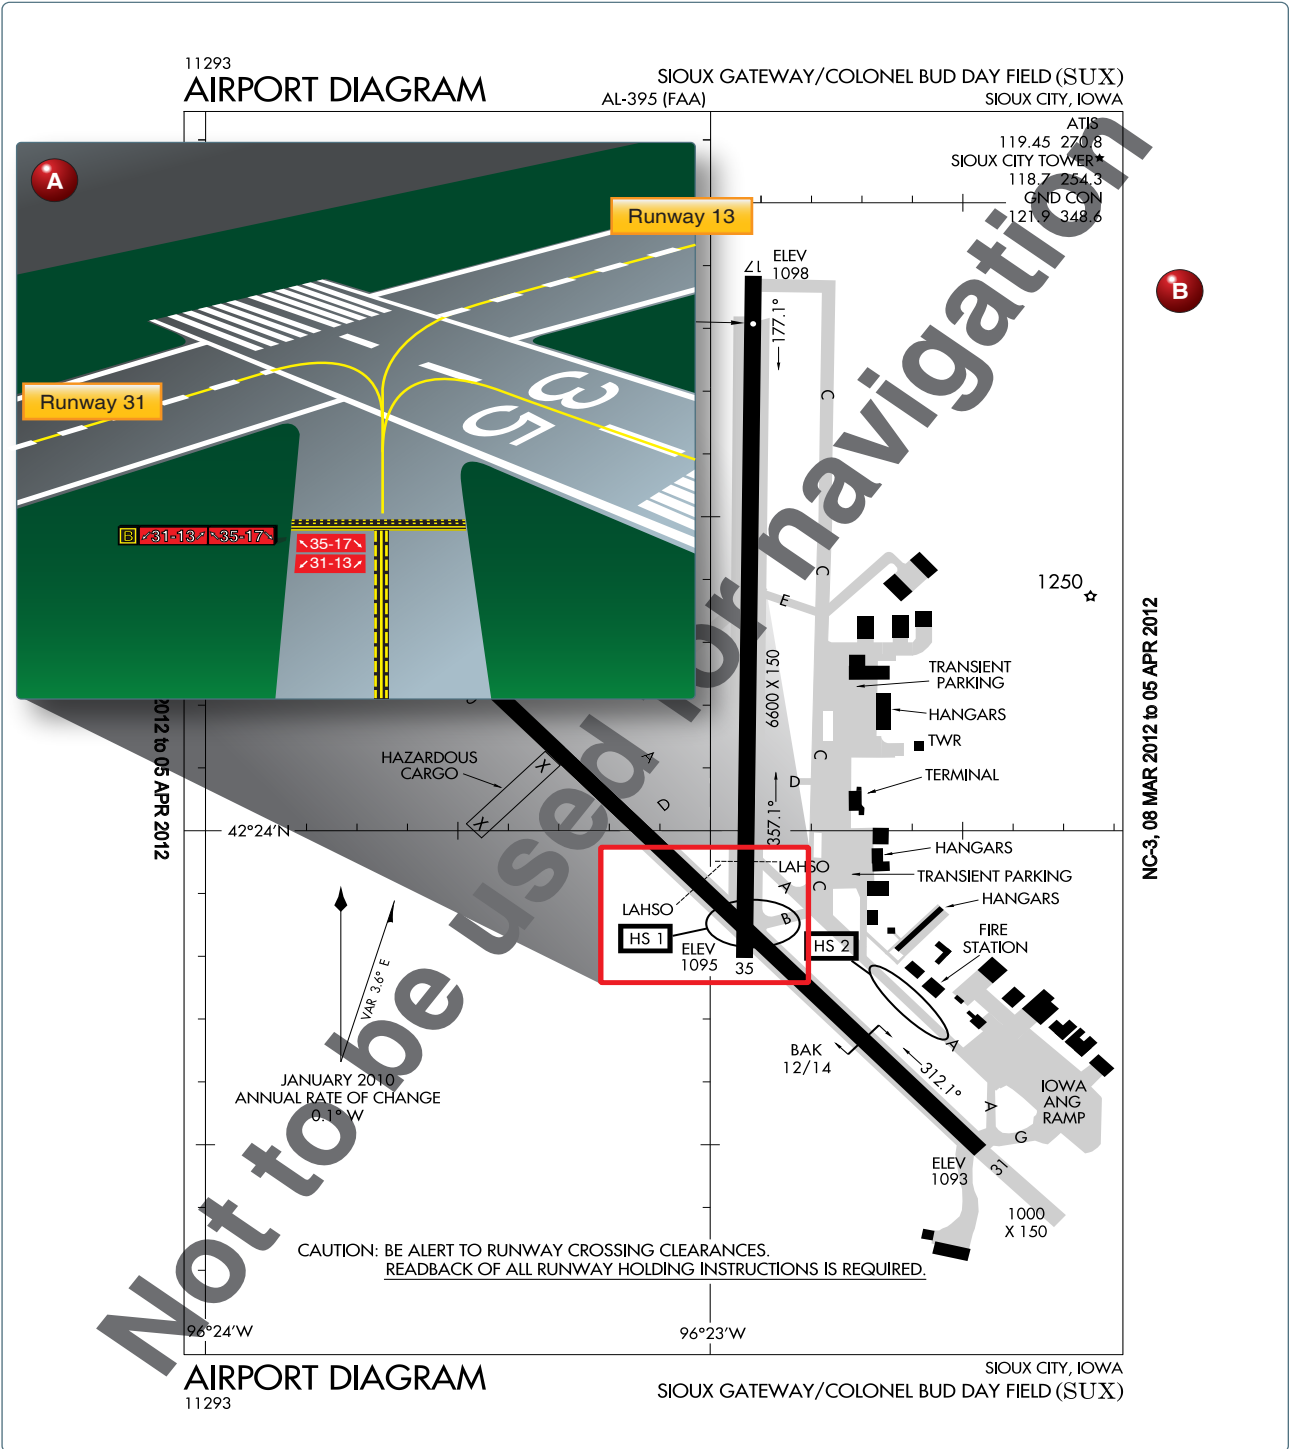 11293
AIRPORT DIAGRAM
SIOUX GATEWAY/COLONEL BUD DAY FIELD (SUX)
AL-395 (FAA)
SIOUX CITY, IOWA
ATIS
119.45 270.8
SIOUX CITY TOWER★
118.7 254.3
GND CON
121.9 348.6
A
Runway 13
Runway 31
35
B 31-13 35-17
35-17
31-13
B
17
ELEV
1098
177.1°
C
C
E
1250
6600 X 150
TRANSIENT
PARKING
HANGARS
TWR
C
D
TERMINAL
357.1°
HAZARDOUS
CARGO
X
X
A
D
D
42°24'N
HANGARS
LAHSO
A
C
TRANSIENT PARKING
HANGARS
LAHSO
B
HS 1
ELEV
1095
35
HS 2
FIRE
STATION
VAR 3.6° E
JANUARY 2010
ANNUAL RATE OF CHANGE
0.1° W
BAK
12/14
A
312.1°
A
IOWA
ANG
RAMP
G
ELEV
1093
31
1000
X 150
CAUTION: BE ALERT TO RUNWAY CROSSING CLEARANCES.
READBACK OF ALL RUNWAY HOLDING INSTRUCTIONS IS REQUIRED.
96°24'W
96°23'W
2012 to 05 APR 2012
NC-3, 08 MAR 2012 to 05 APR 2012
Not to be used for navigation
AIRPORT DIAGRAM
11293
SIOUX CITY, IOWA
SIOUX GATEWAY/COLONEL BUD DAY FIELD (SUX)